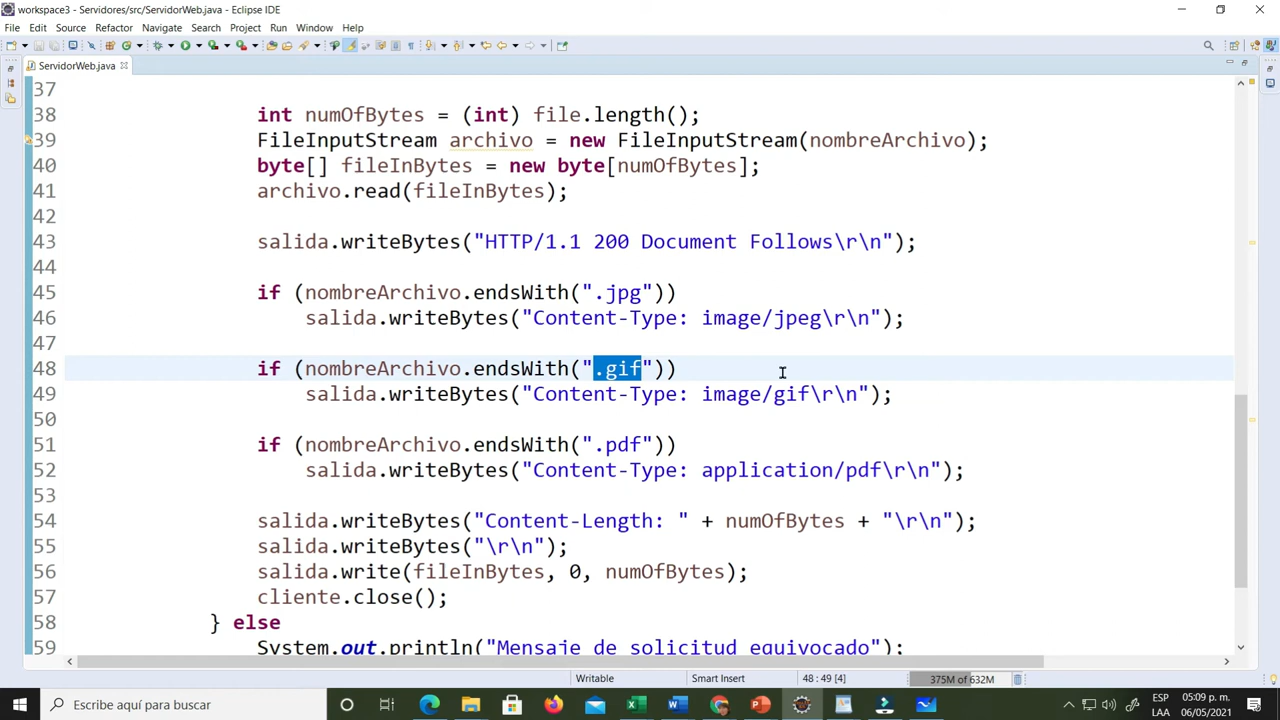 workspace3 - Servidores/src/ServidorWeb.java - Eclipse IDE
File Edit Source Refactor Navigate Search Project Run Window Help
ServidorWeb.java
37
38 int numOfBytes = (int) file.length();
39 FileInputStream archivo = new FileInputStream(nombreArchivo);
40 byte[] fileInBytes = new byte[numOfBytes];
41 archivo.read(fileInBytes);
42
43 salida.writeBytes("HTTP/1.1 200 Document Follows\r\n");
44
45 if (nombreArchivo.endsWith(".jpg"))
46 salida.writeBytes("Content-Type: image/jpeg\r\n");
47
48 if (nombreArchivo.endsWith(".gif"))
49 salida.writeBytes("Content-Type: image/gif\r\n");
50
51 if (nombreArchivo.endsWith(".pdf"))
52 salida.writeBytes("Content-Type: application/pdf\r\n");
53
54 salida.writeBytes("Content-Length: " + numOfBytes + "\r\n");
55 salida.writeBytes("\r\n");
56 salida.write(fileInBytes, 0, numOfBytes);
57 cliente.close();
58 } else
59 System.out.println("Mensaje de solicitud equivocado");
Writable Smart Insert 48 : 49 [4] 375M of 632M
Escribe aquí para buscar
ESP 05:09 p. m.
LAA 06/05/2021